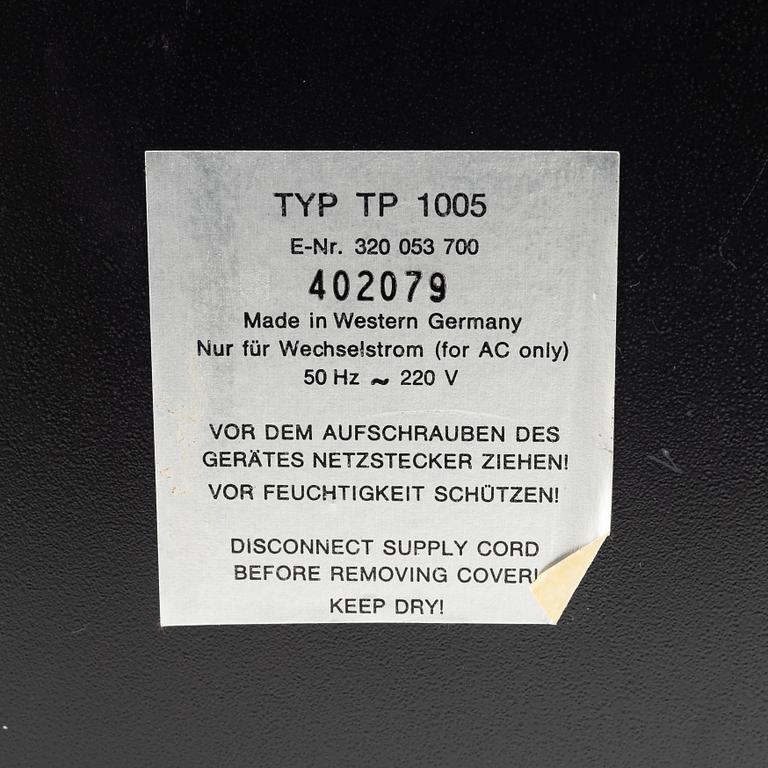 TYP TP 1005
E-Nr. 320 053 700
402079
Made in Western Germany
Nur für Wechselstrom (for AC only)
50 Hz ~ 220 V
VOR DEM AUFSCHRAUBEN DES
GERÄTES NETZSTECKER ZIEHEN!
VOR FEUCHTIGKEIT SCHÜTZEN!
DISCONNECT SUPPLY CORD
BEFORE REMOVING COVER!
KEEP DRY!